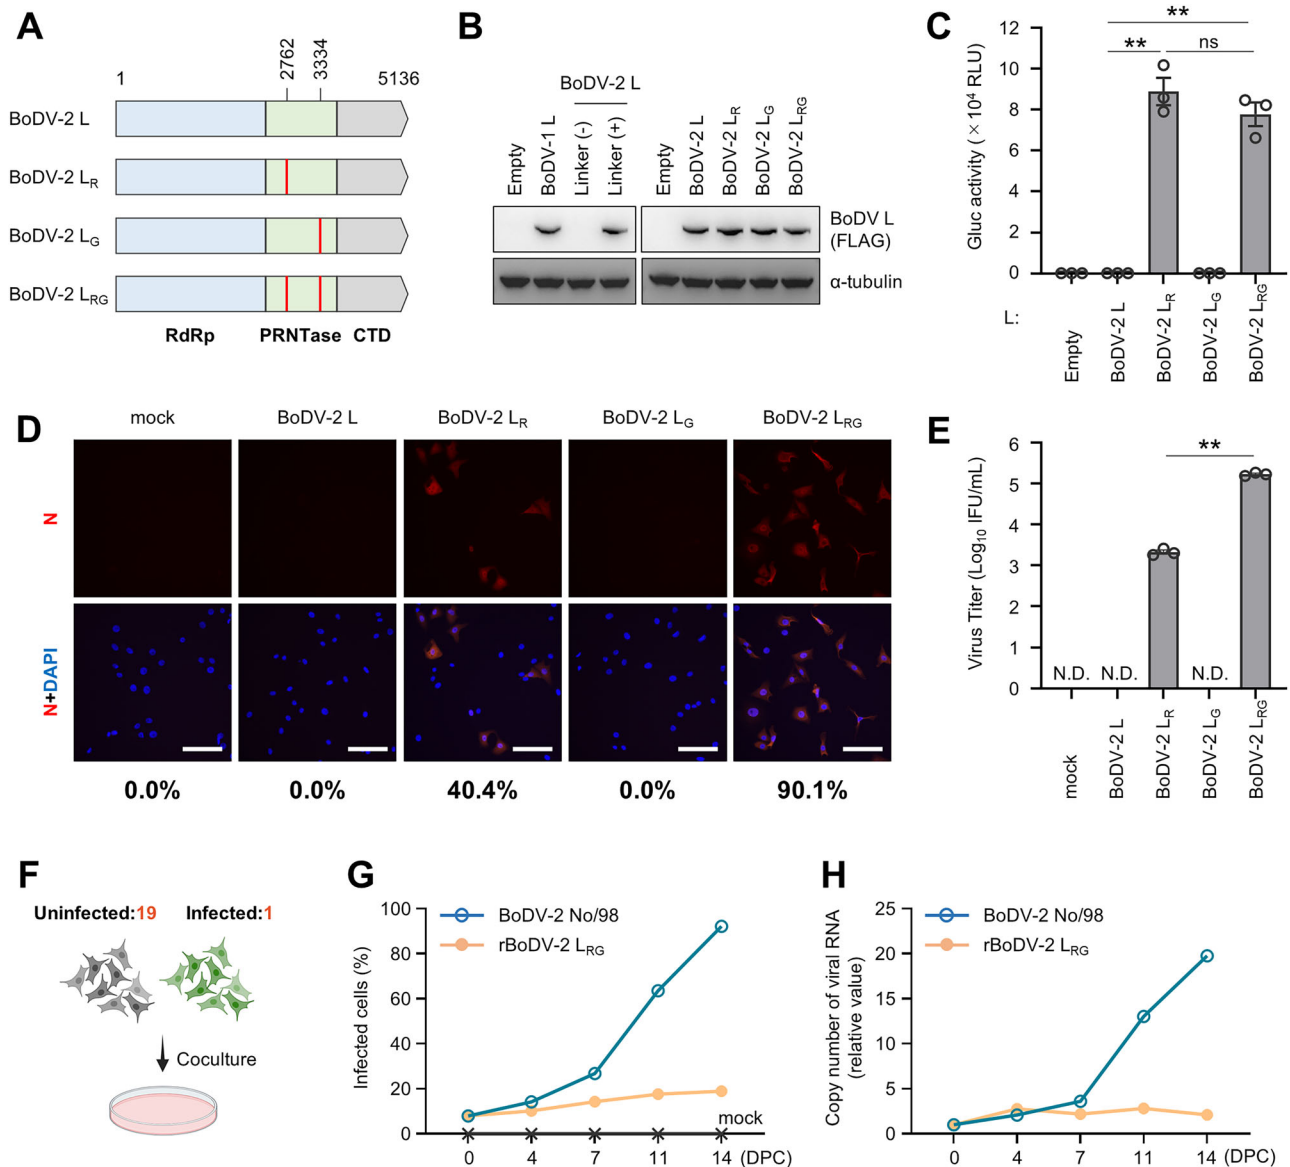 A
1
2762
3334
5136
BoDV-2 L
BoDV-2 LR
BoDV-2 LG
BoDV-2 LRG
RdRp
PRNTase
CTD
B
BoDV-2 L
Empty
BoDV-1 L
Linker (-)
Linker (+)
Empty
BoDV-2 L
BoDV-2 LR
BoDV-2 LG
BoDV-2 LRG
BoDV L
(FLAG)
α-tubulin
C
Gluc activity (× 10⁴ RLU)
12
10
8
6
4
2
0
**
**
ns
L:
Empty
BoDV-2 L
BoDV-2 LR
BoDV-2 LG
BoDV-2 LRG
D
mock
BoDV-2 L
BoDV-2 LR
BoDV-2 LG
BoDV-2 LRG
N
N+DAPI
0.0%
0.0%
40.4%
0.0%
90.1%
E
Virus Titer (Log10 IFU/mL)
6
5
4
3
2
1
0
**
N.D.
N.D.
N.D.
mock
BoDV-2 L
BoDV-2 LR
BoDV-2 LG
BoDV-2 LRG
F
Uninfected:19
Infected:1
Coculture
G
Infected cells (%)
100
80
60
40
20
0
BoDV-2 No/98
rBoDV-2 LRG
mock
0
4
7
11
14
(DPC)
H
Copy number of viral RNA
(relative value)
25
20
15
10
5
0
BoDV-2 No/98
rBoDV-2 LRG
0
4
7
11
14
(DPC)